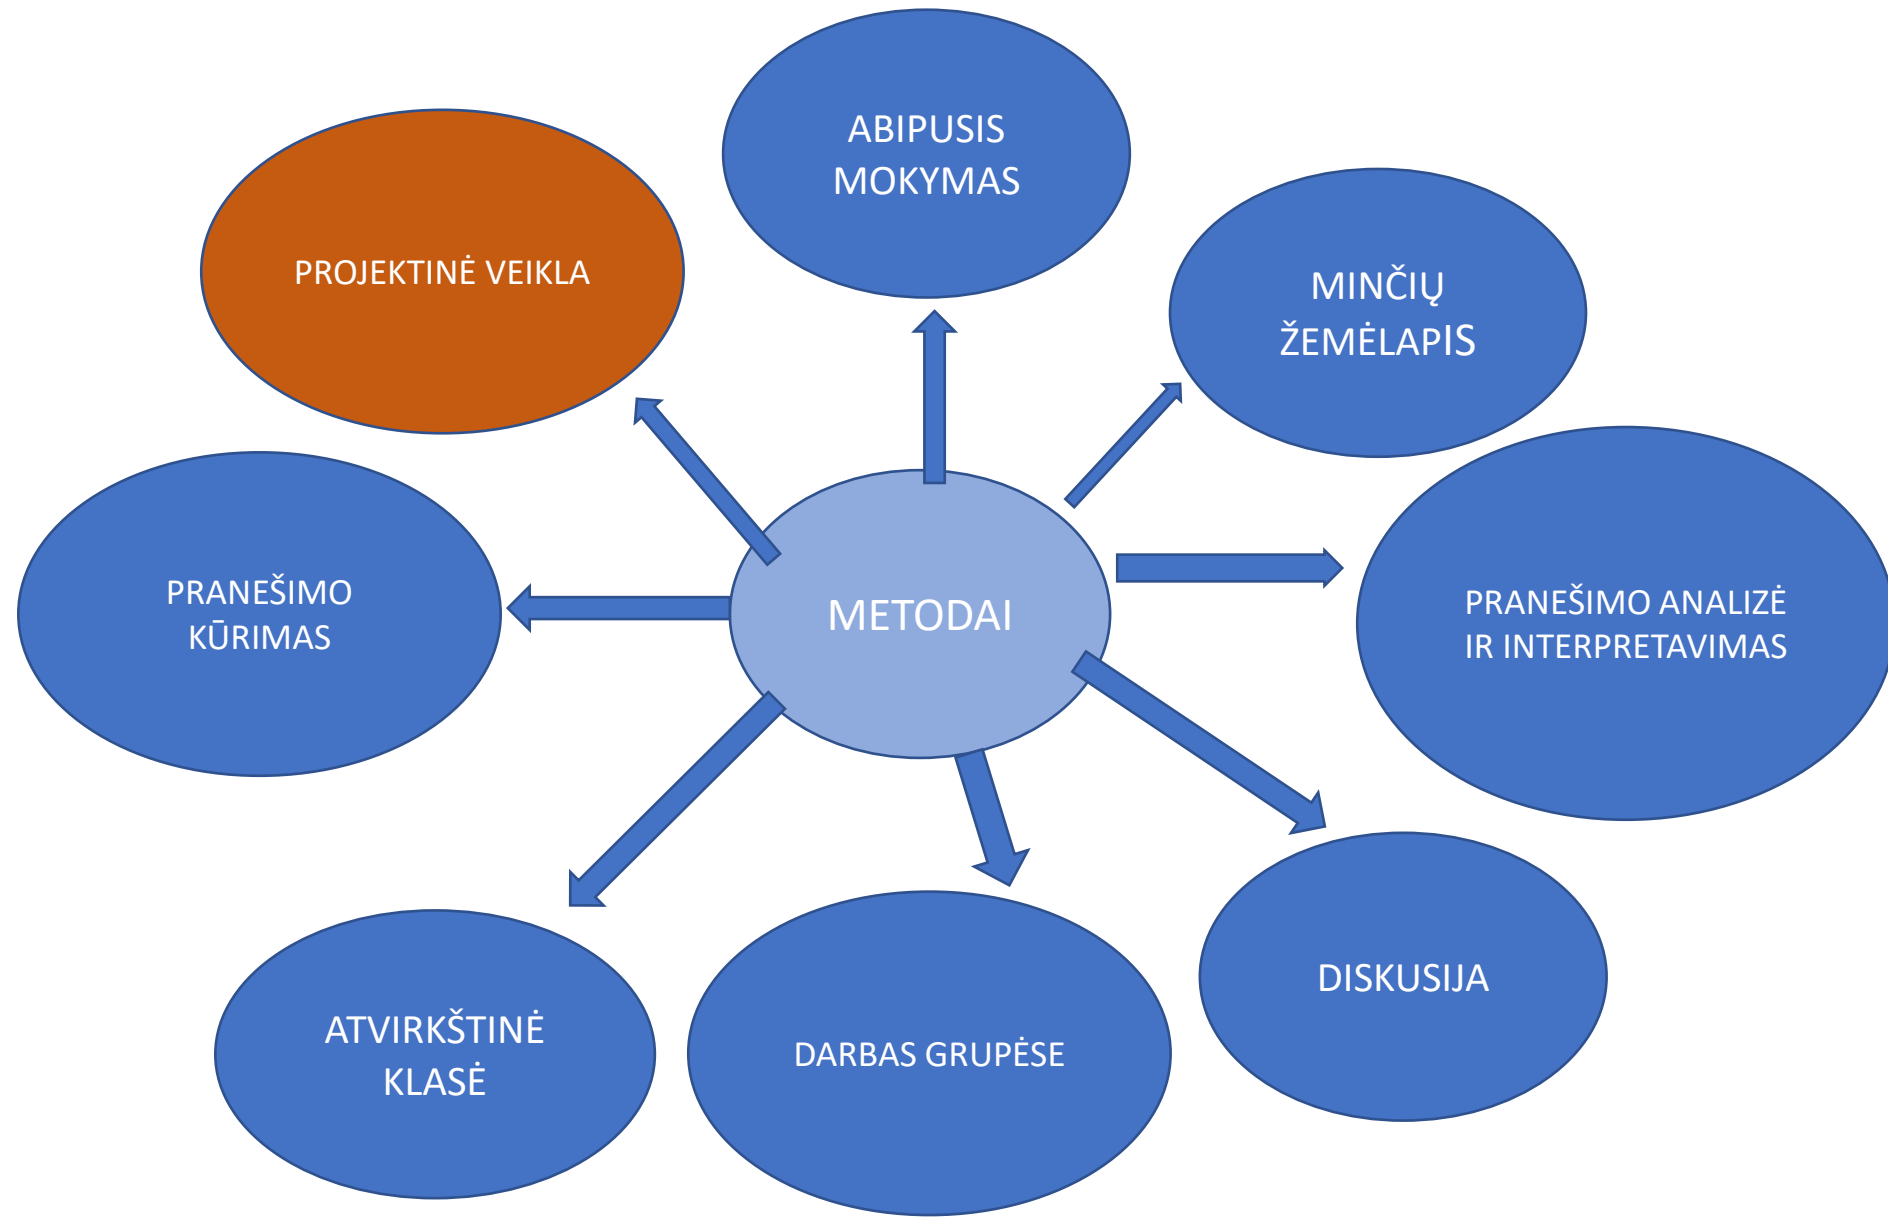 ABIPUSIS
MOKYMAS
PROJEKTINĖ VEIKLA
MINČIŲ
ŽEMĖLAPIS
PRANEŠIMO
KŪRIMAS
METODAI
PRANEŠIMO ANALIZĖ
IR INTERPRETAVIMAS
DISKUSIJA
ATVIRKŠTINĖ
KLASĖ
DARBAS GRUPĖSE